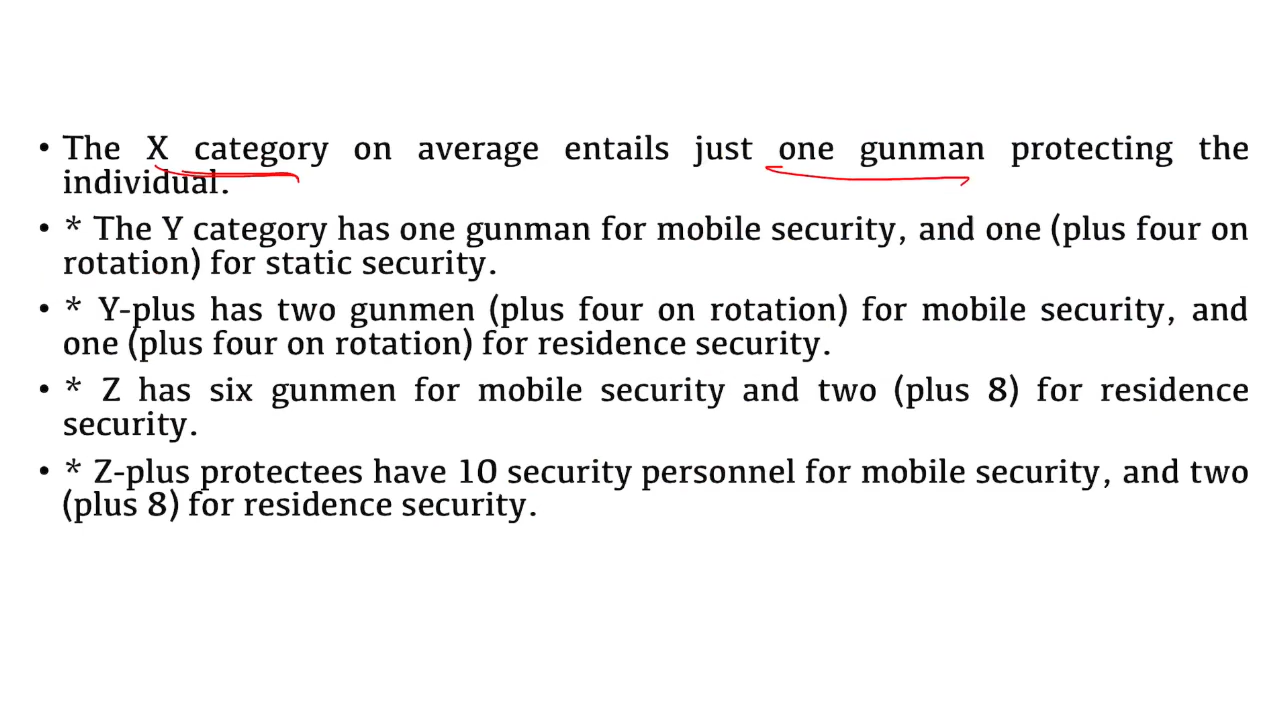 • The X category on average entails just one gunman protecting the
individual.
• * The Y category has one gunman for mobile security, and one (plus four on
rotation) for static security.
• * Y-plus has two gunmen (plus four on rotation) for mobile security, and
one (plus four on rotation) for residence security.
• * Z has six gunmen for mobile security and two (plus 8) for residence
security.
• * Z-plus protectees have 10 security personnel for mobile security, and two
(plus 8) for residence security.